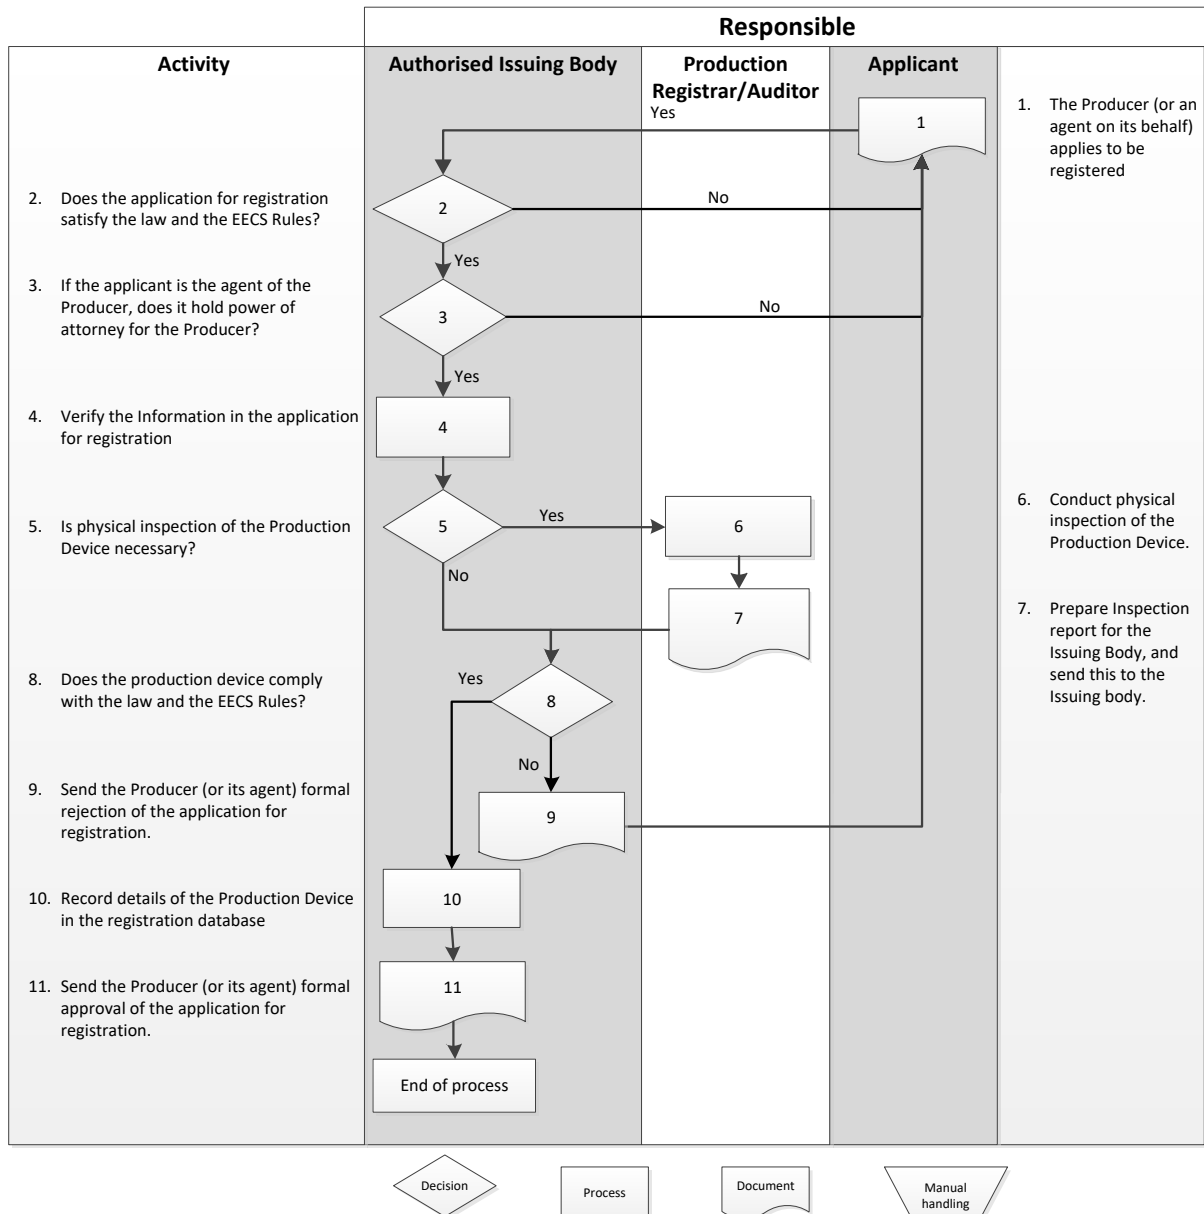 Responsible
Activity
Authorised Issuing Body
Production
Registrar/Auditor
Applicant
Yes
1
1. The Producer (or an
agent on its behalf)
applies to be
registered
2. Does the application for registration
satisfy the law and the EECS Rules?
2
No
Yes
3. If the applicant is the agent of the
Producer, does it hold power of
attorney for the Producer?
3
No
Yes
4. Verify the Information in the application
for registration
4
5. Is physical inspection of the Production
Device necessary?
5
Yes
6
6. Conduct physical
inspection of the
Production Device.
No
7
7. Prepare Inspection
report for the
Issuing Body, and
send this to the
Issuing body.
8. Does the production device comply
with the law and the EECS Rules?
Yes
8
No
9. Send the Producer (or its agent) formal
rejection of the application for
registration.
9
10. Record details of the Production Device
in the registration database
10
11. Send the Producer (or its agent) formal
approval of the application for
registration.
11
End of process
Decision
Process
Document
Manual
handling